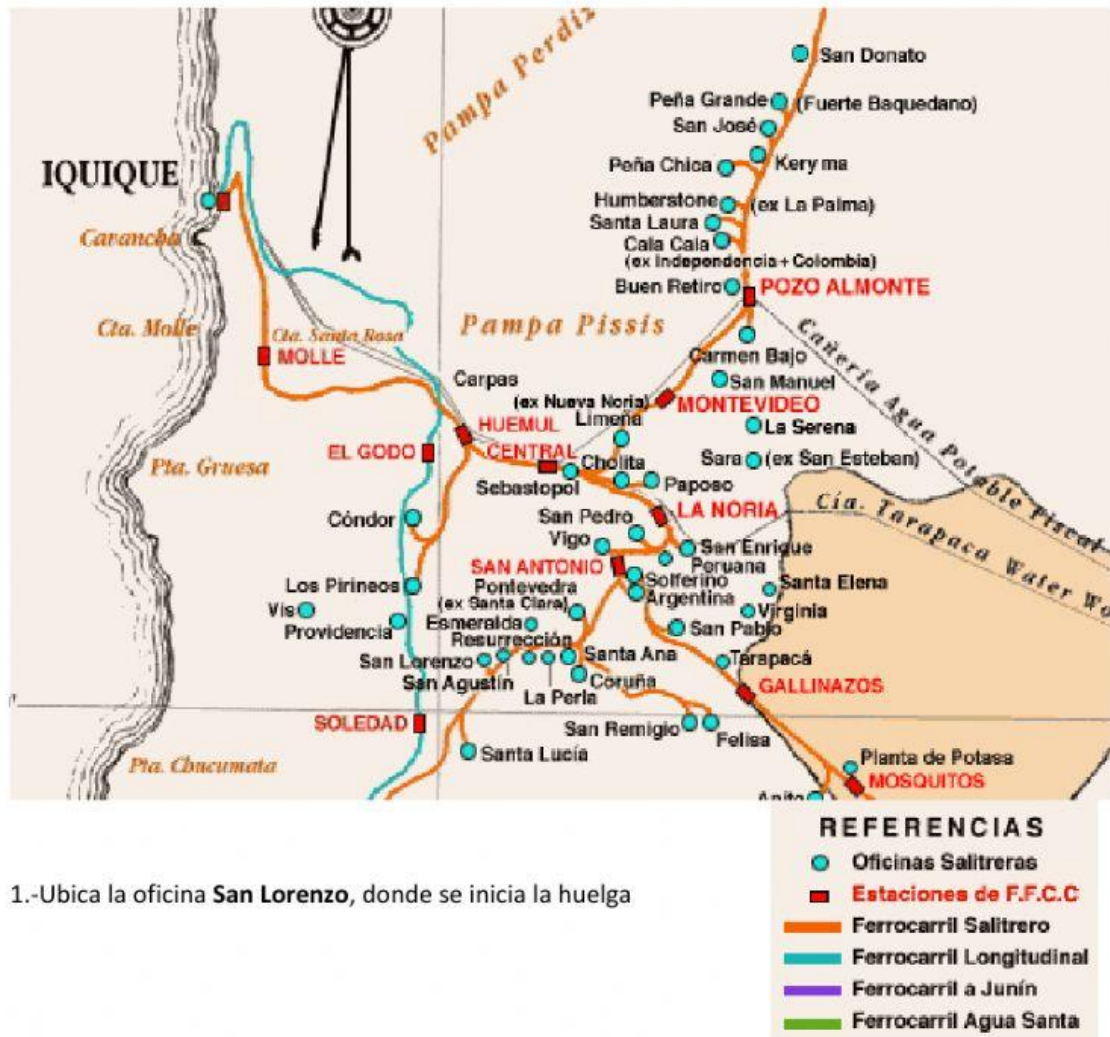 San Donato
Pampa Perdiz
Peña Grande
(Fuerte Baquedano)
San José
Keryma
Peña Chica
IQUIQUE
Humberstone
(ex La Palma)
Santa Laura
Cala Cala
(ex Independencia + Colombia)
Cavancha
Buen Retiro
POZO ALMONTE
Pampa Pissis
Cta. Molle
Cta. Santa Rosa
MOLLE
Carmen Bajo
Cañería Agua Potable Piscat
Carpas
San Manuel
(ex Nueva Noria)
MONTEVIDEO
Limeña
HUEMUL
La Serena
EL GODO
CENTRAL
Cholita
Sara
(ex San Esteban)
Pta. Gruesa
Sebastopol
Paposo
LA NORIA
Cía. Tarapaca Water Wo
Cóndor
San Pedro
Vigo
San Enrique
Peruana
SAN ANTONIO
Solferino
Los Pirineos
Pontevedra
(ex Santa Clara)
Argentina
Santa Elena
Vis
Virginia
Providencia
Esmeralda
San Pablo
Resurrección
San Lorenzo
Santa Ana
Tarapacá
San Agustín
Coruña
La Perla
GALLINAZOS
SOLEDAD
San Remigio
Felisa
Santa Lucía
Pta. Chucumata
Planta de Potasa
MOSQUITOS
REFERENCIAS
Oficinas Salitreras
Estaciones de F.F.C.C
Ferrocarril Salitrero
Ferrocarril Longitudinal
Ferrocarril a Junín
Ferrocarril Agua Santa
1.-Ubica la oficina San Lorenzo, donde se inicia la huelga